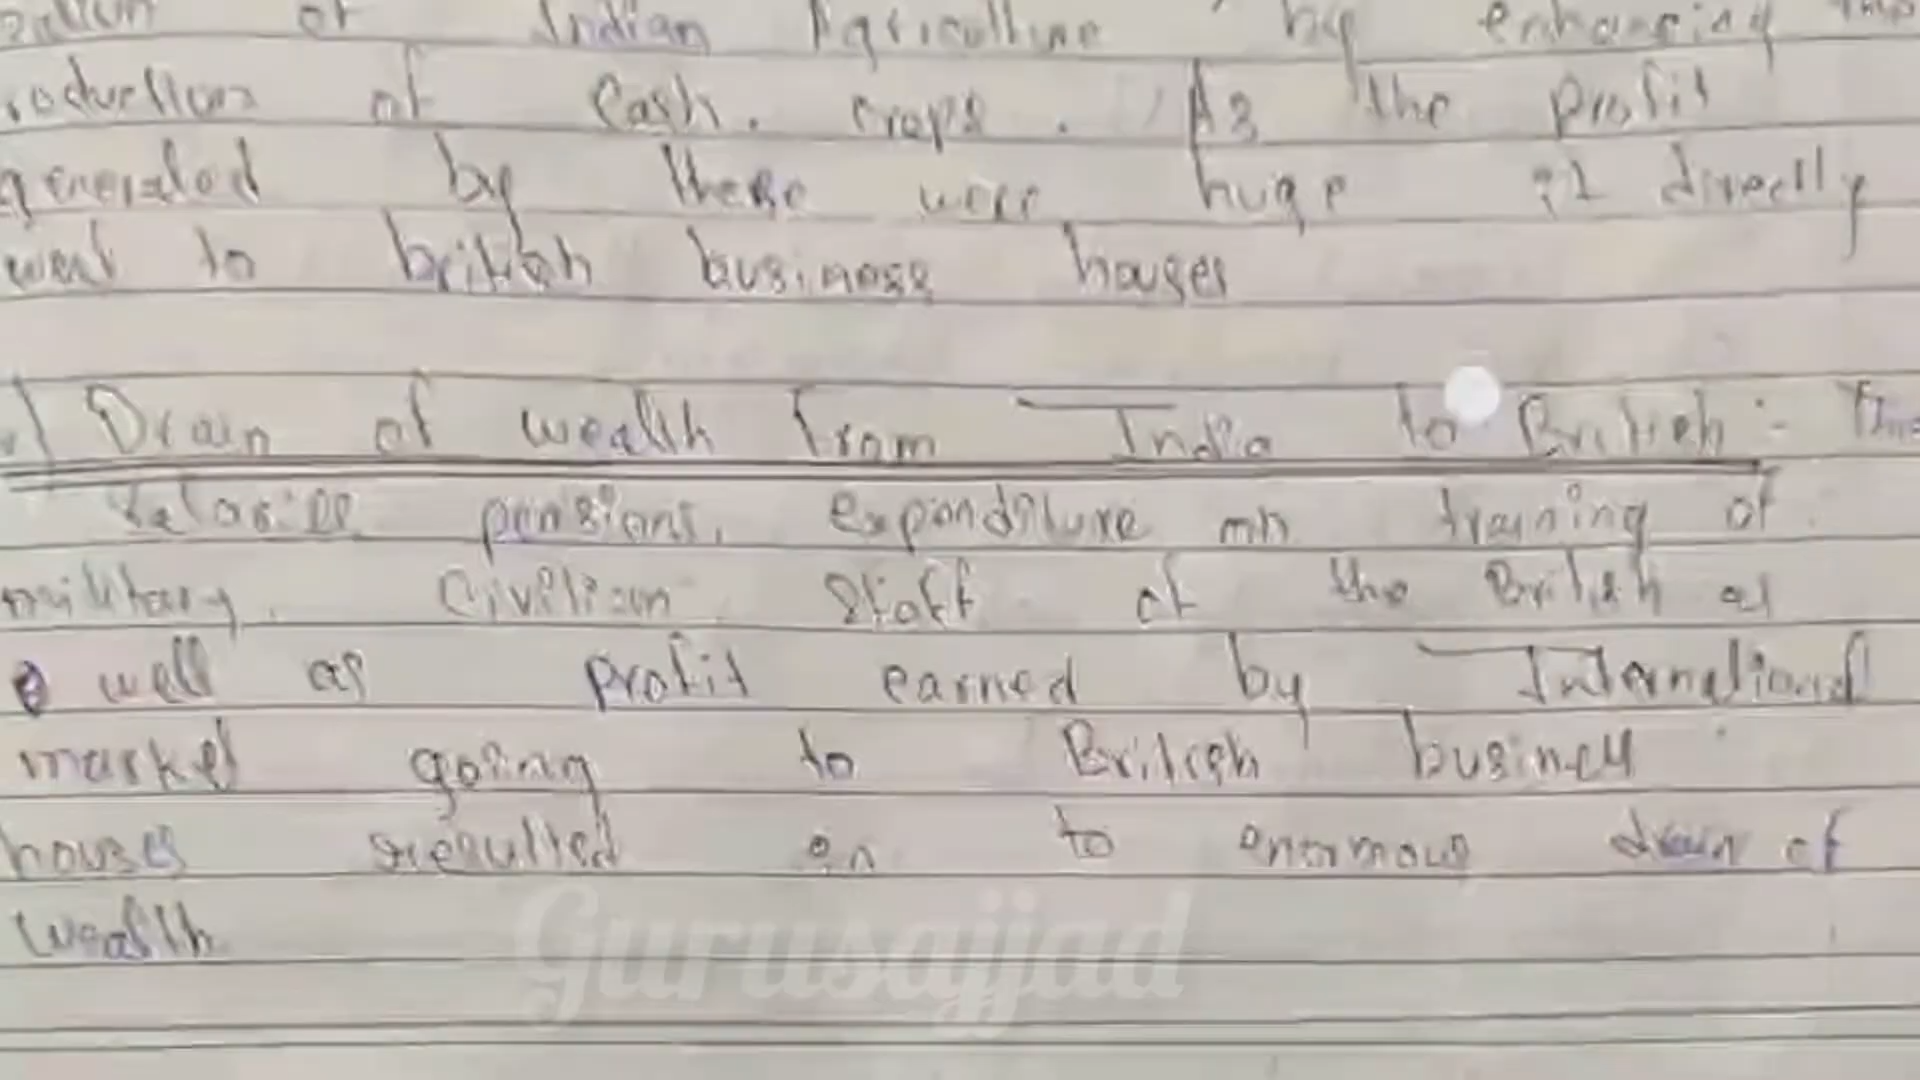 of Indian Agriculture by enhancing
roduction of Cash. crops. As the profit
generated by these were huge it directly
went to british business houses
Drain of wealth from India to British :- The
Salaries pensions, expenditure on training of
military, Civilian staff of the British as
well as profit earned by International
market going to British business
houses resulted in to enormous drain of
wealth
Gurusajjad